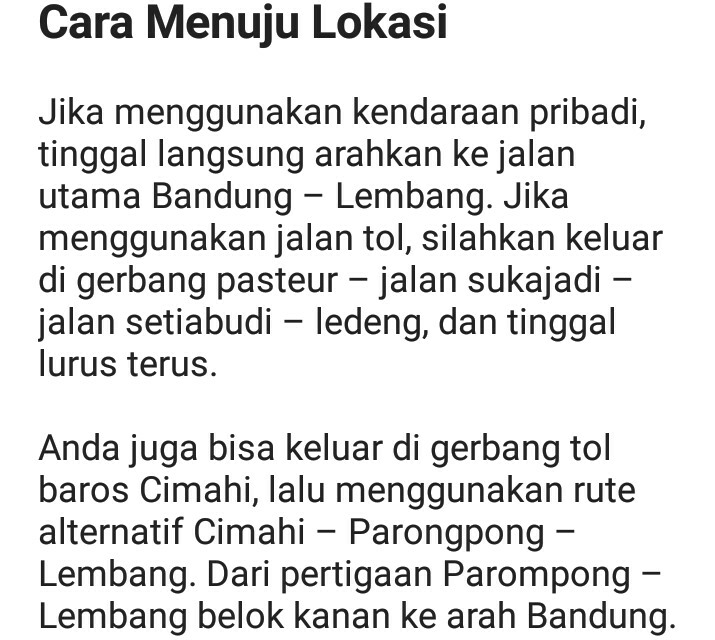 Cara Menuju Lokasi
Jika menggunakan kendaraan pribadi,
tinggal langsung arahkan ke jalan
utama Bandung – Lembang. Jika
menggunakan jalan tol, silahkan keluar
di gerbang pasteur – jalan sukajadi –
jalan setiabudi – ledeng, dan tinggal
lurus terus.
Anda juga bisa keluar di gerbang tol
baros Cimahi, lalu menggunakan rute
alternatif Cimahi – Parongpong –
Lembang. Dari pertigaan Parompong –
Lembang belok kanan ke arah Bandung.